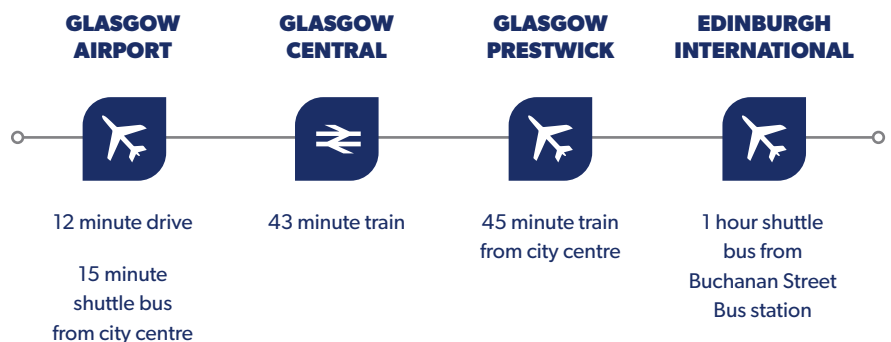 GLASGOW
AIRPORT
GLASGOW
CENTRAL
GLASGOW
PRESTWICK
EDINBURGH
INTERNATIONAL
12 minute drive
15 minute
shuttle bus
from city centre
43 minute train
45 minute train
from city centre
1 hour shuttle
bus from
Buchanan Street
Bus station